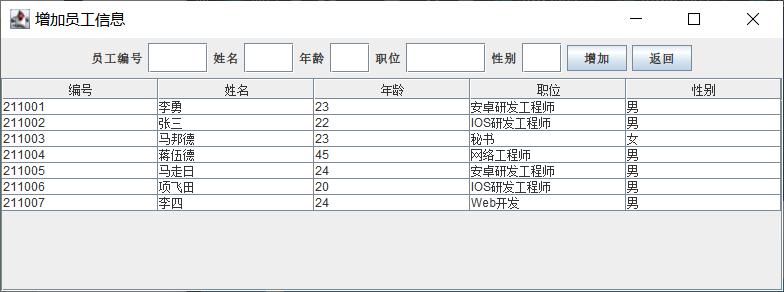 增加员工信息
员工编号 姓名 年龄 职位 性别 增加 返回
编号 姓名 年龄 职位 性别
211001 李勇 23 安卓研发工程师 男
211002 张三 22 IOS研发工程师 男
211003 马邦德 23 秘书 女
211004 蒋伍德 45 网络工程师 男
211005 马走日 24 安卓研发工程师 男
211006 项飞田 20 IOS研发工程师 男
211007 李四 24 Web开发 男